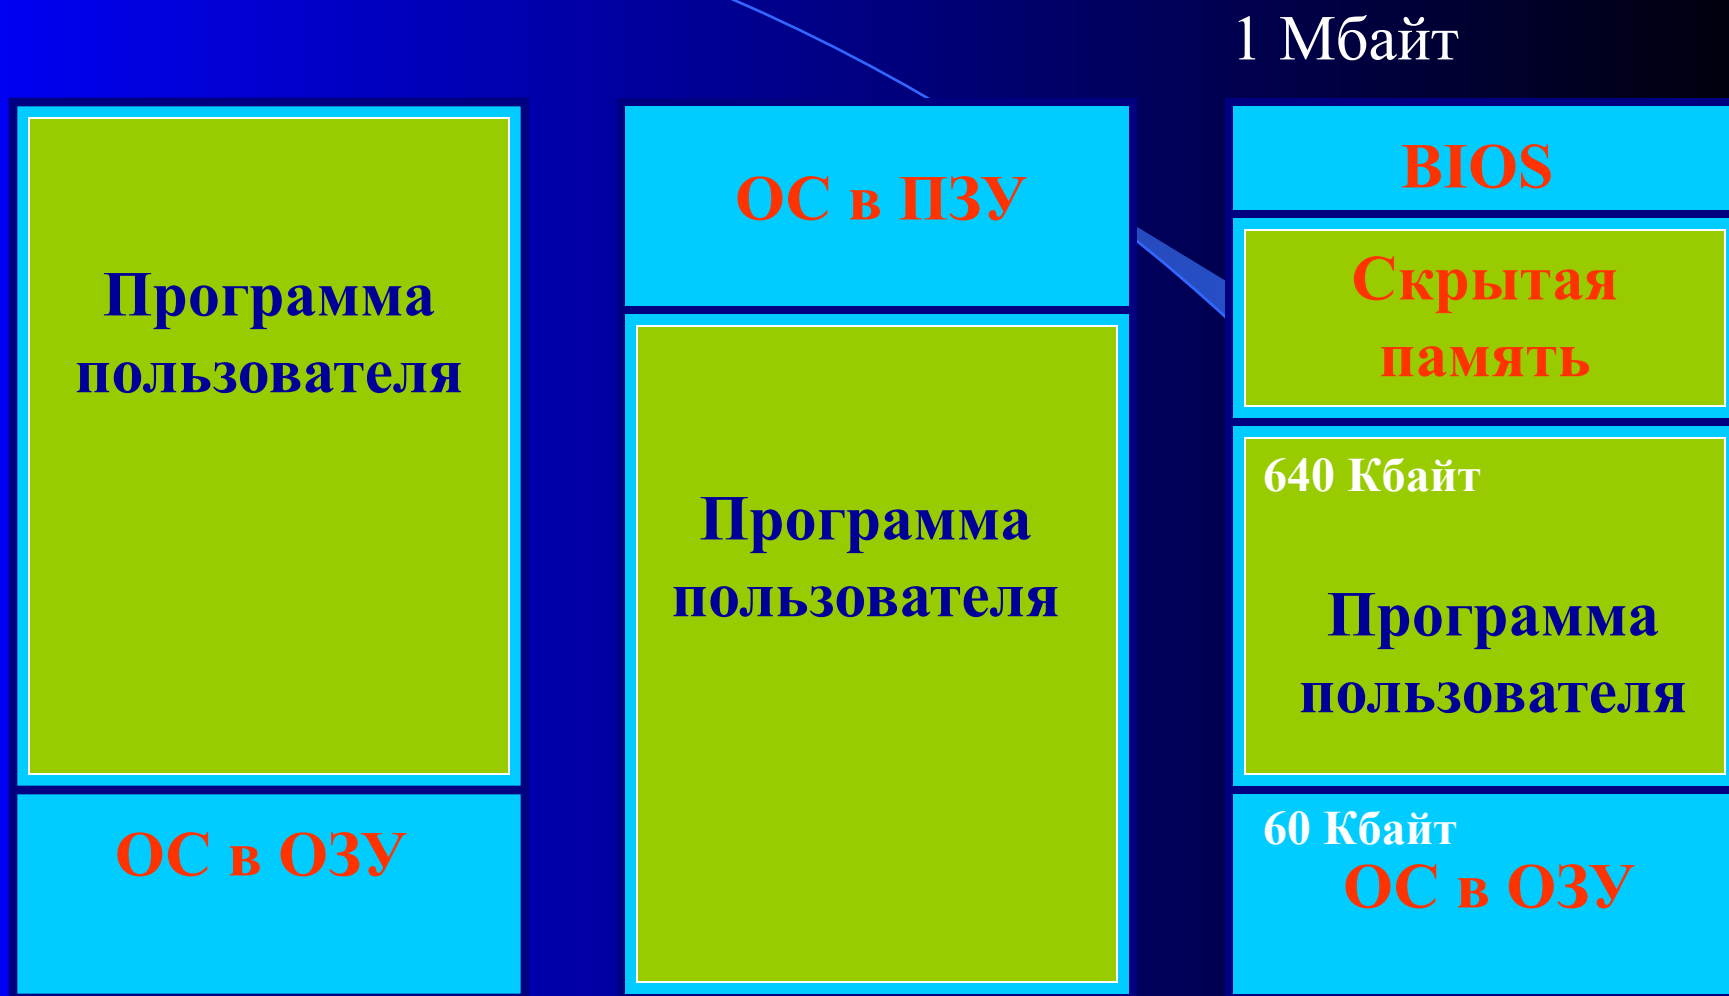 Программа
пользователя
ОС в ОЗУ
ОС в ПЗУ
Программа
пользователя
1 Мбайт
BIOS
Скрытая
память
640 Кбайт
Программа
пользователя
60 Кбайт
ОС в ОЗУ